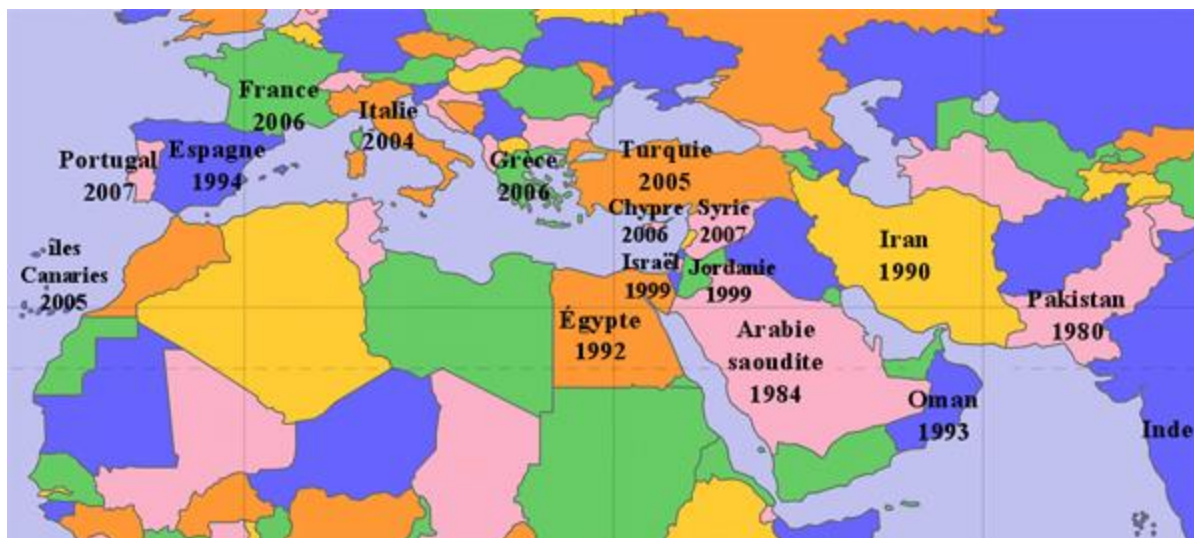 France
2006
Italie
2004
Portugal
2007
Espagne
1994
Grèce
2006
Turquie
2005
Chypre
2006
Syrie
2007
îles
Canaries
2005
Israël
1999
Jordanie
1999
Iran
1990
Pakistan
1980
Égypte
1992
Arabie
saoudite
1984
Oman
1993
Inde